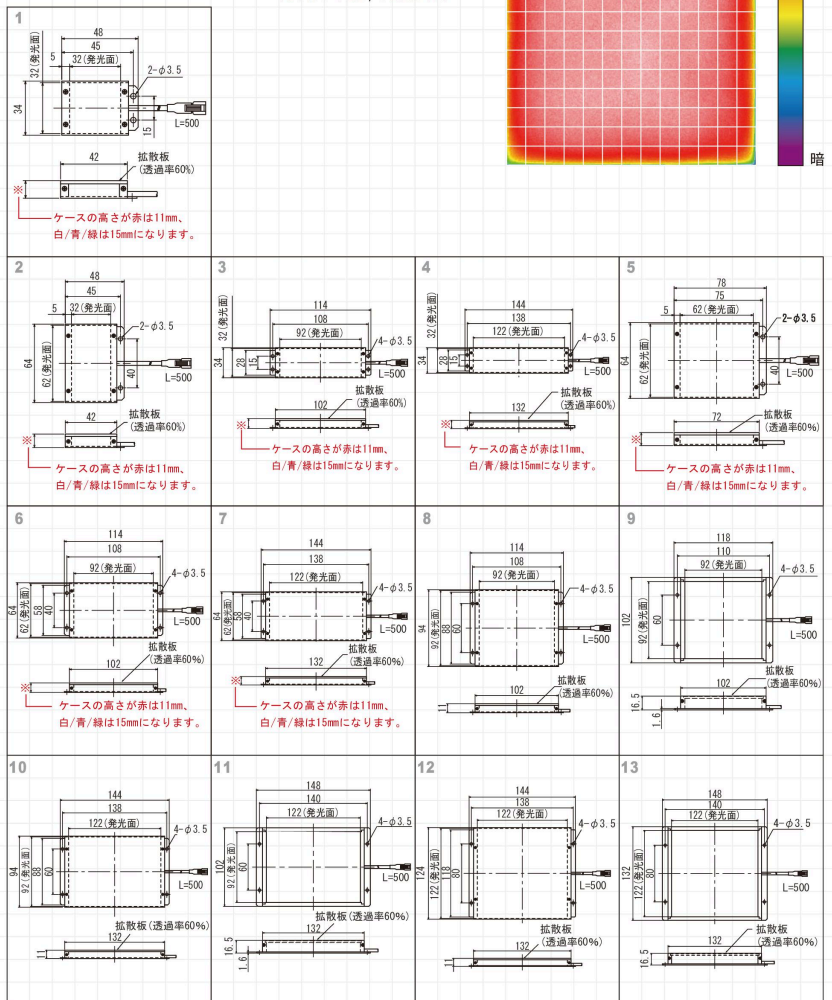 1
48
45
5
32(発光面)
2-φ3.5
32(発光面)
34
15
L=500
42
拡散板
(透過率60%)
※
ケースの高さが赤は11mm、
白/青/緑は15mmになります。
暗
2
48
45
5
32(発光面)
2-φ3.5
64
62(発光面)
40
L=500
42
拡散板
(透過率60%)
※
ケースの高さが赤は11mm、
白/青/緑は15mmになります。
3
114
108
92(発光面)
32(発光面)
4-φ3.5
34
28
15
L=500
102
拡散板
(透過率60%)
※
ケースの高さが赤は11mm、
白/青/緑は15mmになります。
4
144
138
122(発光面)
32(発光面)
4-φ3.5
34
28
15
L=500
132
拡散板
(透過率60%)
※
ケースの高さが赤は11mm、
白/青/緑は15mmになります。
5
78
75
5
62(発光面)
2-φ3.5
64
62(発光面)
40
L=500
72
拡散板
(透過率60%)
※
ケースの高さが赤は11mm、
白/青/緑は15mmになります。
6
114
108
92(発光面)
4-φ3.5
64
62(発光面)
58
40
L=500
102
拡散板
(透過率60%)
※
ケースの高さが赤は11mm、
白/青/緑は15mmになります。
7
144
138
122(発光面)
4-φ3.5
64
62(発光面)
58
40
L=500
132
拡散板
(透過率60%)
※
ケースの高さが赤は11mm、
白/青/緑は15mmになります。
8
114
108
92(発光面)
4-φ3.5
94
92(発光面)
88
60
L=500
102
拡散板
(透過率60%)
11
9
118
110
92(発光面)
4-φ3.5
102
92(発光面)
60
L=500
102
拡散板
(透過率60%)
16.5
1.6
10
144
138
122(発光面)
4-φ3.5
94
92(発光面)
88
60
L=500
拡散板(透過率60%)
132
11
11
148
140
122(発光面)
4-φ3.5
102
92(発光面)
60
L=500
拡散板(透過率60%)
132
16.5
1.6
12
144
138
122(発光面)
4-φ3.5
124
122(発光面)
118
80
L=500
132
拡散板
(透過率60%)
11
13
148
140
122(発光面)
4-φ3.5
132
122(発光面)
80
L=500
132
拡散板
(透過率60%)
16.5